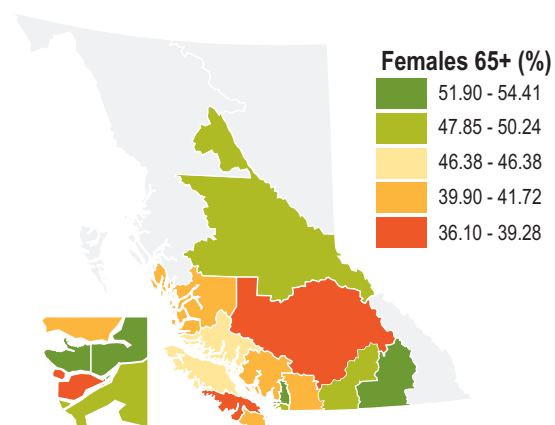 Females 65+ (%)
51.90 - 54.41
47.85 - 50.24
46.38 - 46.38
39.90 - 41.72
36.10 - 39.28